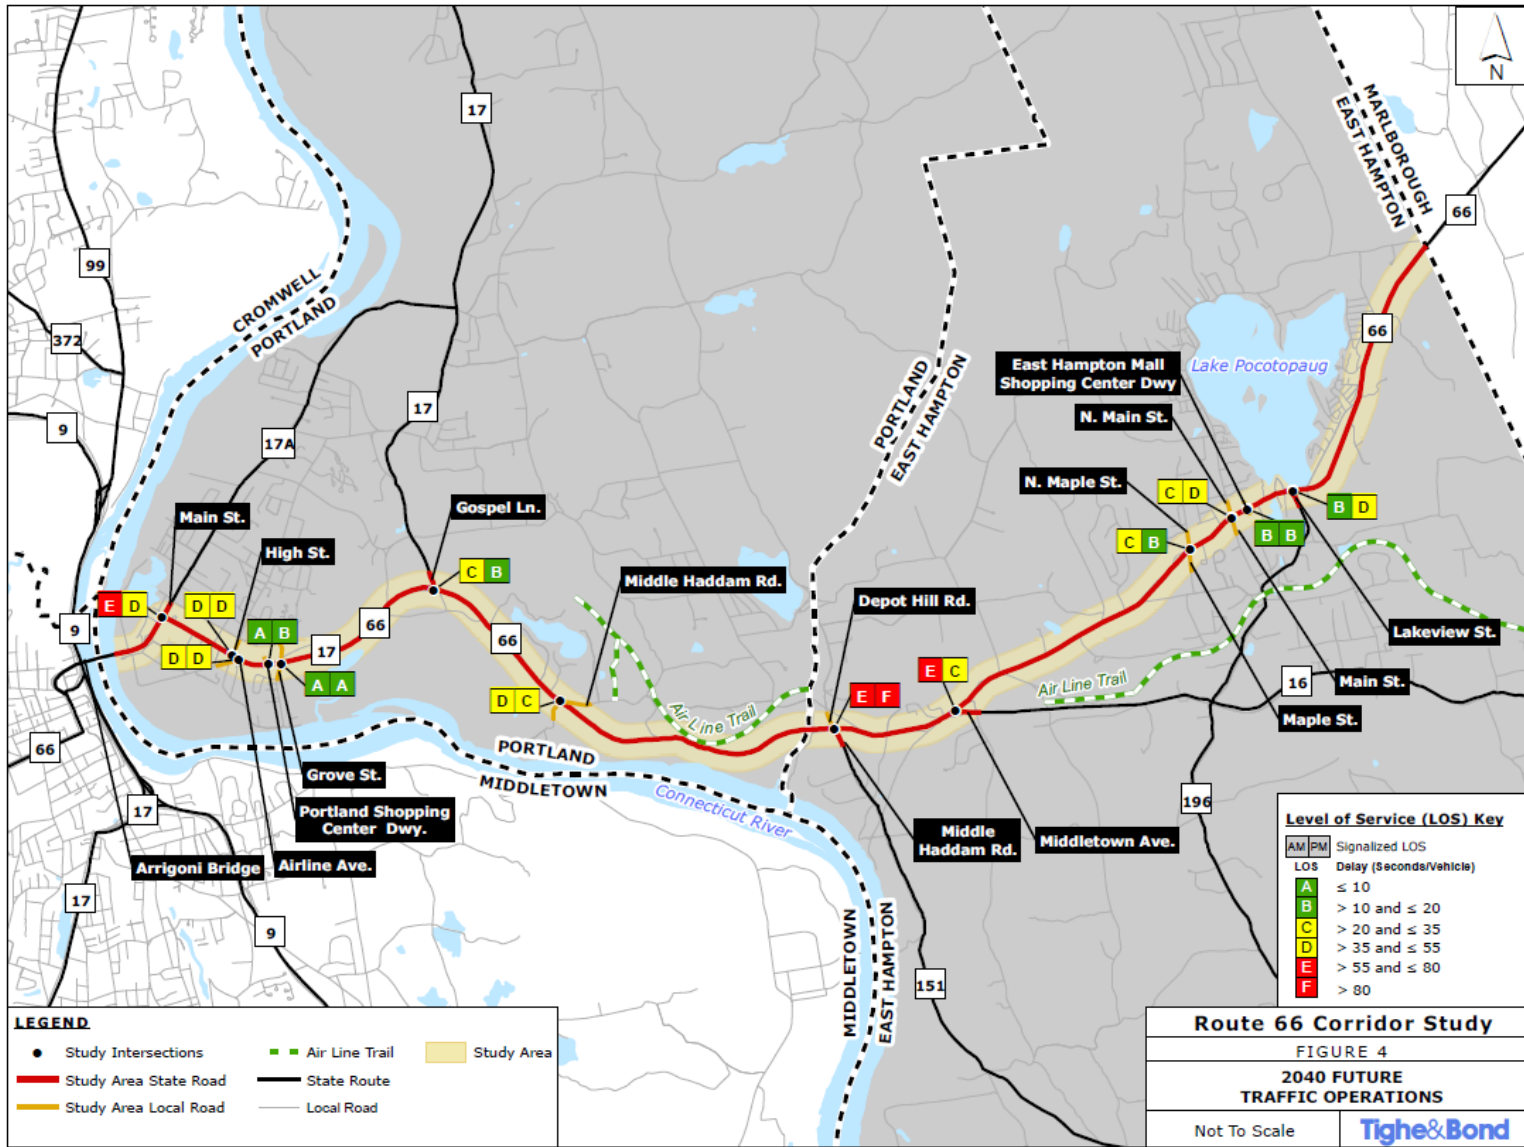 N
17
MARLBOROUGH
EAST HAMPTON
66
99
CROMWELL
PORTLAND
372
66
East Hampton Mall
Shopping Center Dwy
Lake Pocotopaug
PORTLAND
EAST HAMPTON
17
N. Main St.
9
17A
N. Maple St.
C D
Gospel Ln.
B D
Main St.
B B
High St.
C B
C B
Middle Haddam Rd.
Depot Hill Rd.
E D
D D
66
9
A B
66
Lakeview St.
17
D D
E C
A A
Air Line Trail
16
Main St.
D C
E F
Air Line Trail
Maple St.
PORTLAND
66
Grove St.
MIDDLETOWN
Connecticut River
196
17
Portland Shopping
Center Dwy.
Middle
Haddam Rd.
Middletown Ave.
Arrigoni Bridge
Airline Ave.
17
9
MIDDLETOWN
EAST HAMPTON
151
Level of Service (LOS) Key
AM PM Signalized LOS
LOS Delay (Seconds/Vehicle)
A ≤ 10
B > 10 and ≤ 20
C > 20 and ≤ 35
D > 35 and ≤ 55
E > 55 and ≤ 80
F > 80
LEGEND
Study Intersections
Air Line Trail
Study Area
Study Area State Road
State Route
Study Area Local Road
Local Road
Route 66 Corridor Study
FIGURE 4
2040 FUTURE
TRAFFIC OPERATIONS
Not To Scale
Tighe&Bond